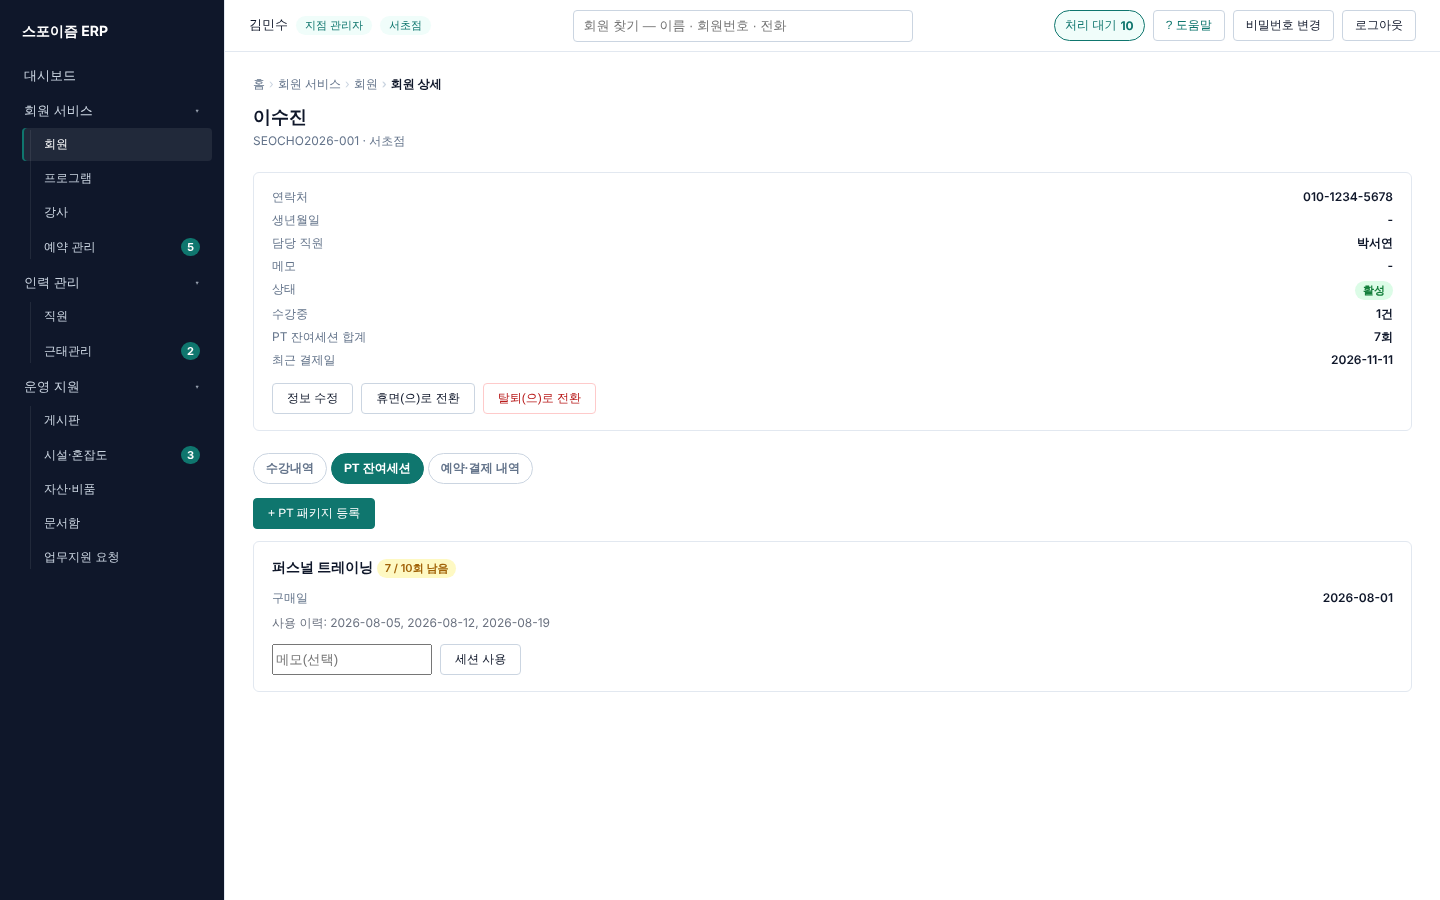 스포이즘 ERP
대시보드
회원 서비스
회원
프로그램
강사
예약 관리 5
인력 관리
직원
근태관리 2
운영 지원
게시판
시설·혼잡도 3
자산·비품
문서함
업무지원 요청
김민수 지점 관리자 서초점
회원 찾기 — 이름 · 회원번호 · 전화
처리 대기 10 ? 도움말 비밀번호 변경 로그아웃
홈 › 회원 서비스 › 회원 › 회원 상세
이수진
SEOCHO2026-001 · 서초점
연락처 010-1234-5678
생년월일 -
담당 직원 박서연
메모 -
상태 활성
수강중 1건
PT 잔여세션 합계 7회
최근 결제일 2026-11-11
정보 수정 휴면(으)로 전환 탈퇴(으)로 전환
수강내역 PT 잔여세션 예약·결제 내역
+ PT 패키지 등록
퍼스널 트레이닝 7 / 10회 남음
구매일 2026-08-01
사용 이력: 2026-08-05, 2026-08-12, 2026-08-19
메모(선택) 세션 사용